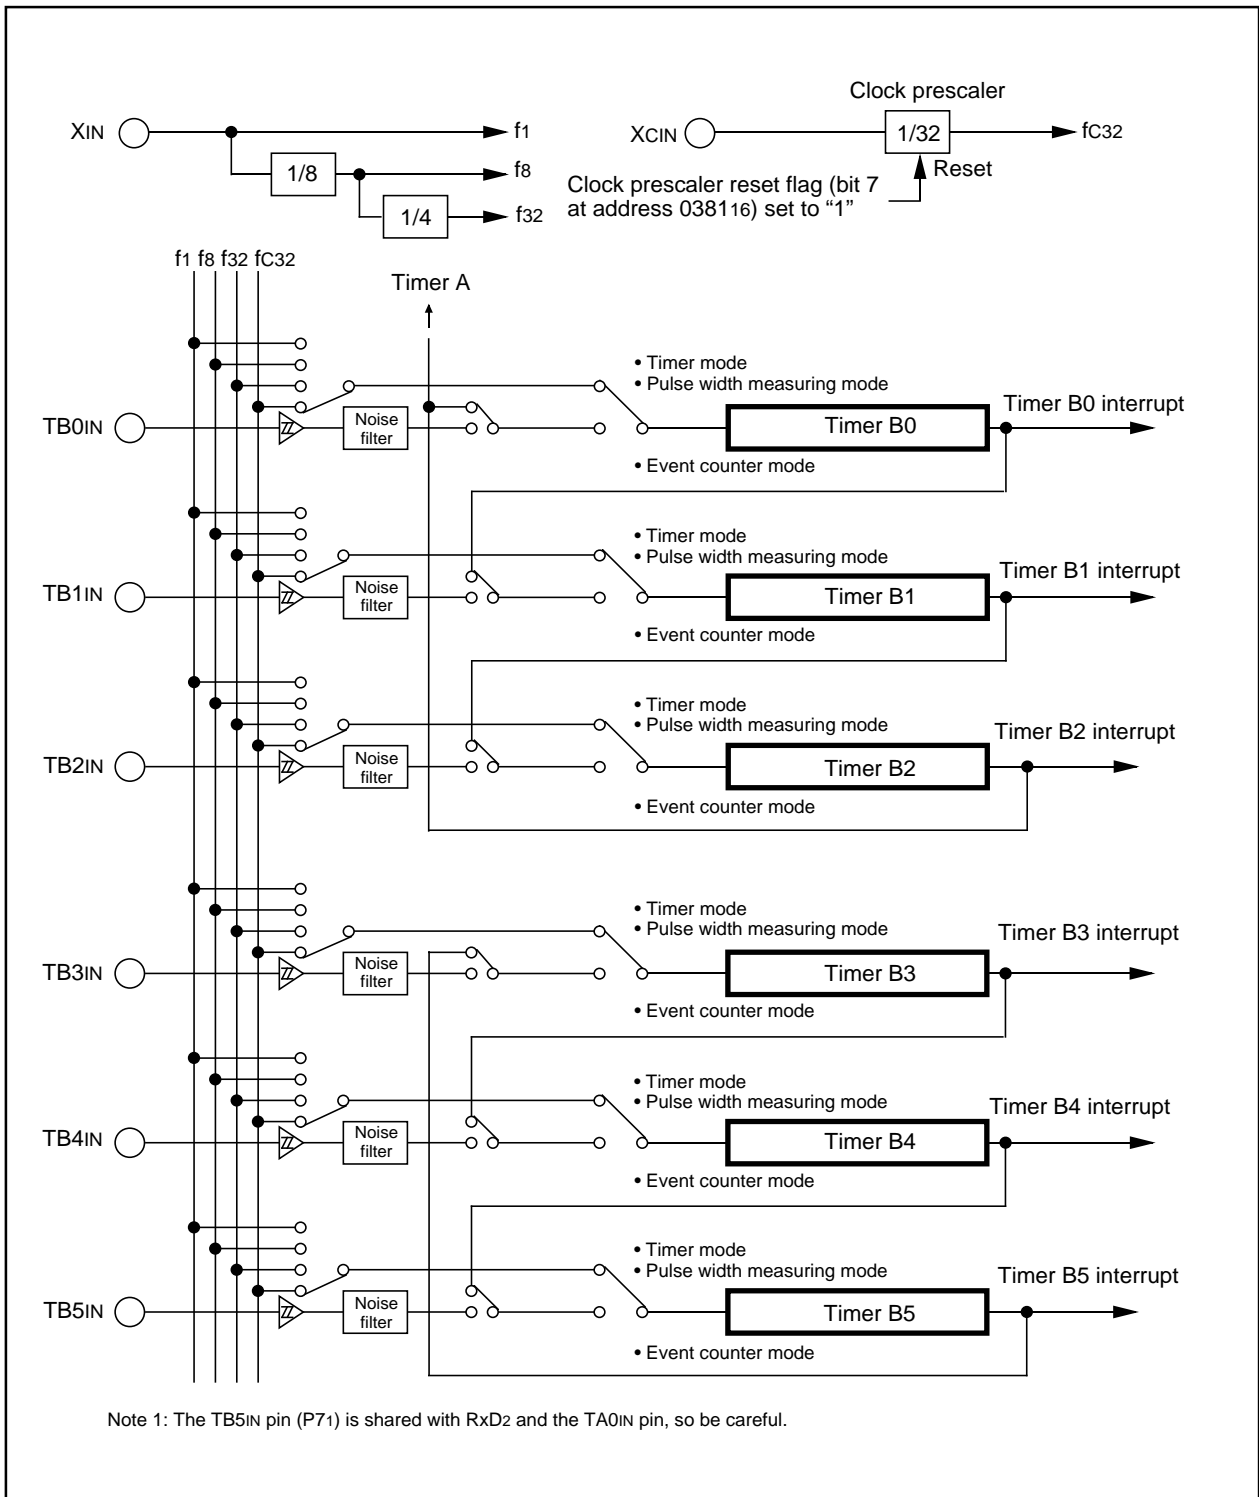 Clock prescaler
XIN
f1
XCIN
1/32
fC32
1/8
f8
Reset
Clock prescaler reset flag (bit 7
at address 038116) set to “1”
1/4
f32
f1 f8 f32 fC32
Timer A
• Timer mode
• Pulse width measuring mode
TB0IN
Noise
filter
Timer B0
Timer B0 interrupt
• Event counter mode
• Timer mode
• Pulse width measuring mode
TB1IN
Noise
filter
Timer B1
Timer B1 interrupt
• Event counter mode
• Timer mode
• Pulse width measuring mode
TB2IN
Noise
filter
Timer B2
Timer B2 interrupt
• Event counter mode
• Timer mode
• Pulse width measuring mode
TB3IN
Noise
filter
Timer B3
Timer B3 interrupt
• Event counter mode
• Timer mode
• Pulse width measuring mode
TB4IN
Noise
filter
Timer B4
Timer B4 interrupt
• Event counter mode
• Timer mode
• Pulse width measuring mode
TB5IN
Noise
filter
Timer B5
Timer B5 interrupt
• Event counter mode
Note 1: The TB5IN pin (P71) is shared with RxD2 and the TA0IN pin, so be careful.